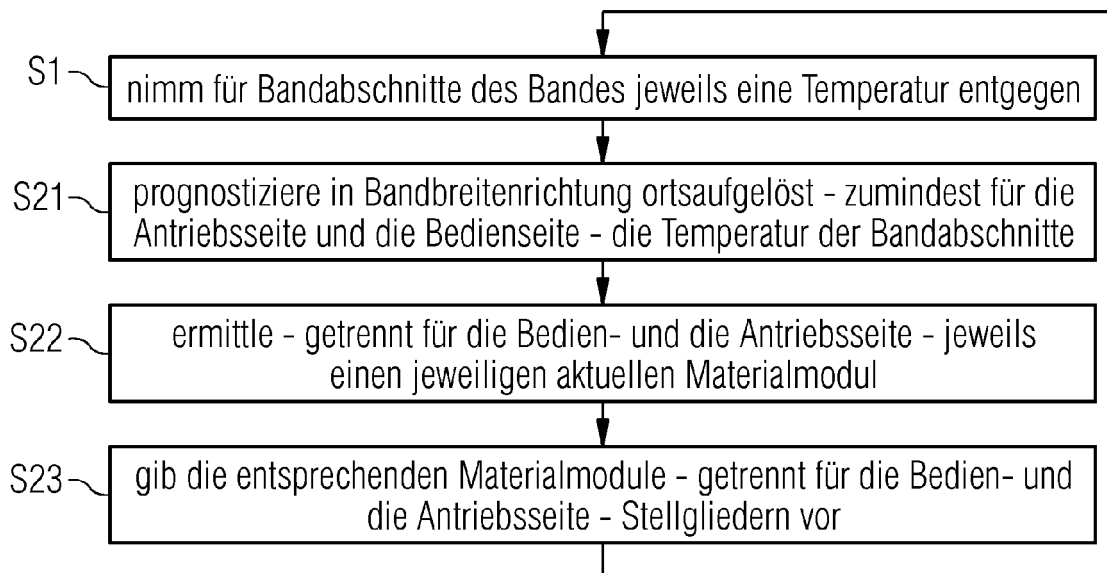 S1
nimm für Bandabschnitte des Bandes jeweils eine Temperatur entgegen
S21
prognostiziere in Bandbreitenrichtung ortsaufgelöst - zumindest für die
Antriebsseite und die Bedienseite - die Temperatur der Bandabschnitte
S22
ermittle - getrennt für die Bedien- und die Antriebsseite - jeweils
einen jeweiligen aktuellen Materialmodul
S23
gib die entsprechenden Materialmodule - getrennt für die Bedien- und
die Antriebsseite - Stellgliedern vor